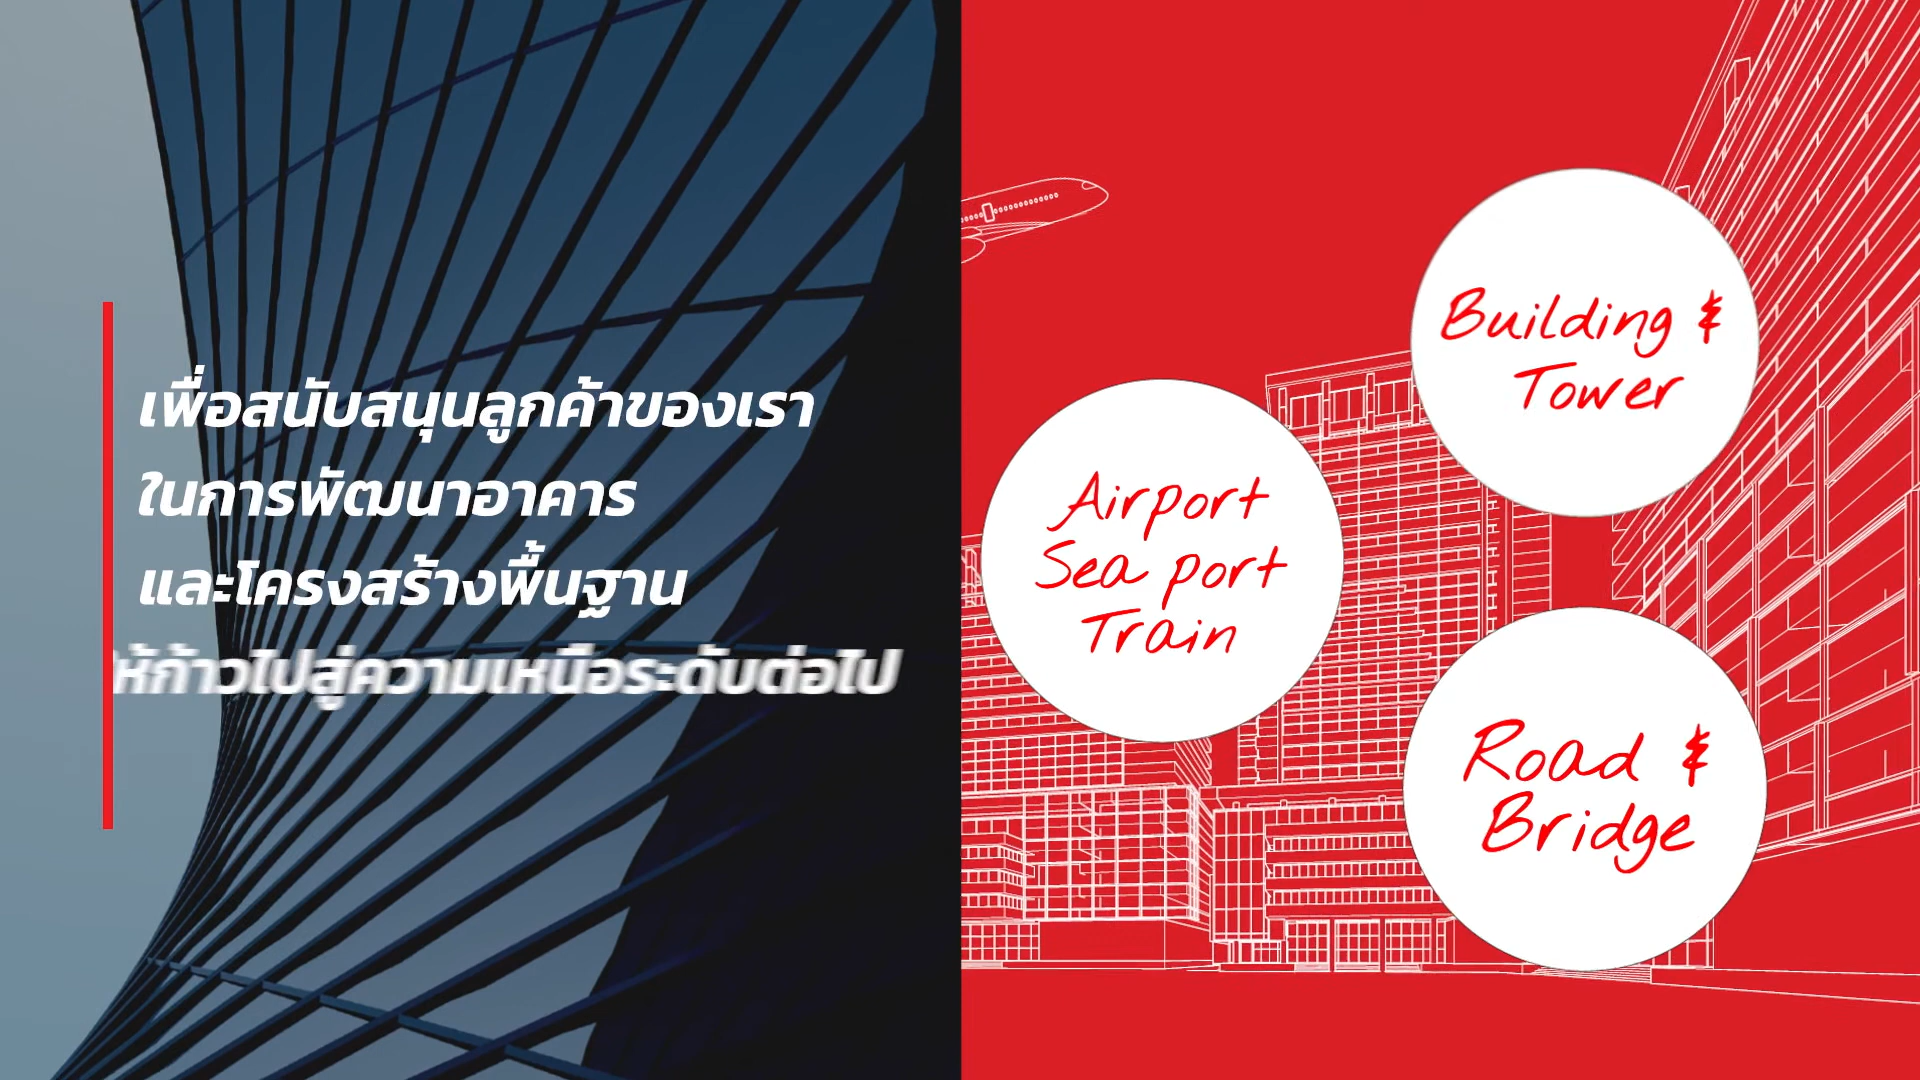 เพื่อสนับสนุนลูกค้าของเรา
ในการพัฒนาอาคาร
และโครงสร้างพื้นฐาน
ให้ก้าวไปสู่ความเหนือระดับต่อไป
Building &
Tower
Airport
Sea port
Train
Road &
Bridge